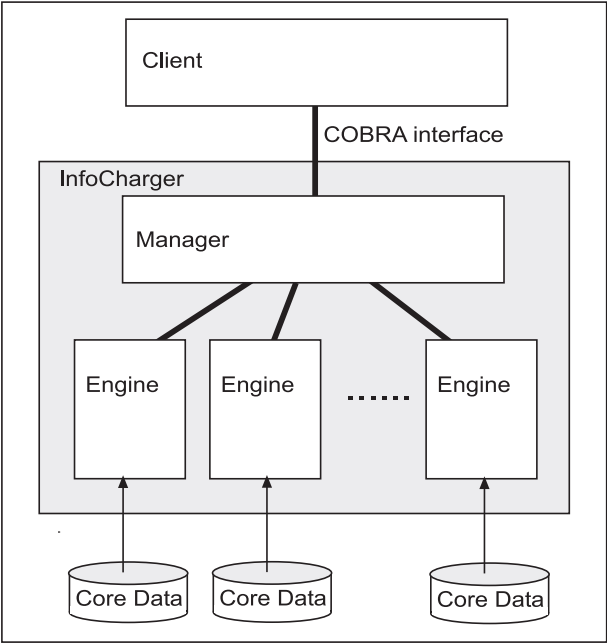 Client
COBRA interface
InfoCharger
Manager
Engine
Engine
......
Engine
Core Data
Core Data
Core Data